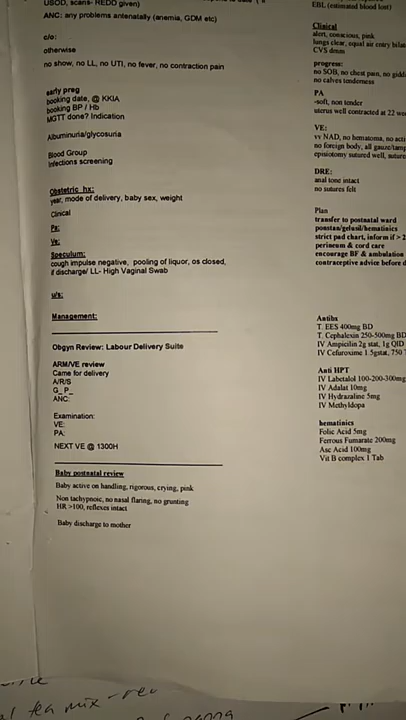 USOD, scans- REDD given)
ANC: any problems antenatally (anemia, GDM etc)
c/o:
otherwise
no show, no LL, no UTI, no fever, no contraction pain
early preg
booking date, @ KKIA
booking BP / Hb
MGTT done? Indication
Albuminuria/glycosuria
Blood Group
Infections screening
Obstetric hx:
year, mode of delivery, baby sex, weight
Clinical
Pa:
Ve:
Speculum:
cough impulse negative, pooling of liquor, os closed,
if discharge/ LL- High Vaginal Swab
u/s:
Management:
Obgyn Review: Labour Delivery Suite
ARM/VE review
Came for delivery
A/R/S
G_P_
ANC:
Examination:
VE:
PA:
NEXT VE @ 1300H
Baby postnatal review
Baby active on handling, rigorous, crying, pink
Non tachypnoic, no nasal flaring, no grunting
HR >100, reflexes intact
Baby discharge to mother
EBL (estimated blood lost)
Clinical
alert, conscious, pink
lungs clear, equal air entry
CVS drnm
progress:
no SOB, no chest pain, no
no calves tenderness
PA
-soft, non tender
uterus well contracted at 22
VE:
vv NAD, no hematoma, no
no foreign body, all
episiotomy sutured well,
DRE:
anal tone intact
no sutures felt
Plan
transfer to postnatal ward
ponstan/gelusil/hematinics
strict pad chart, inform if > 2
perineum & cord care
encourage BF & ambulation
contraceptive advice before
Antibx
T. EES 400mg BD
T. Cephalexin 250-500mg BD
IV Ampicilin 2g stat, 1g QID
IV Cefuroxime 1.5gstat, 750
Anti HPT
IV Labetalol 100-200-300mg
IV Adalat 10mg
IV Hydrazaline 5mg
IV Methyldopa
hematinics
Folic Acid 5mg
Ferrous Fumarate 200mg
Asc Acid 100mg
Vit B complex 1 Tab
tea mix